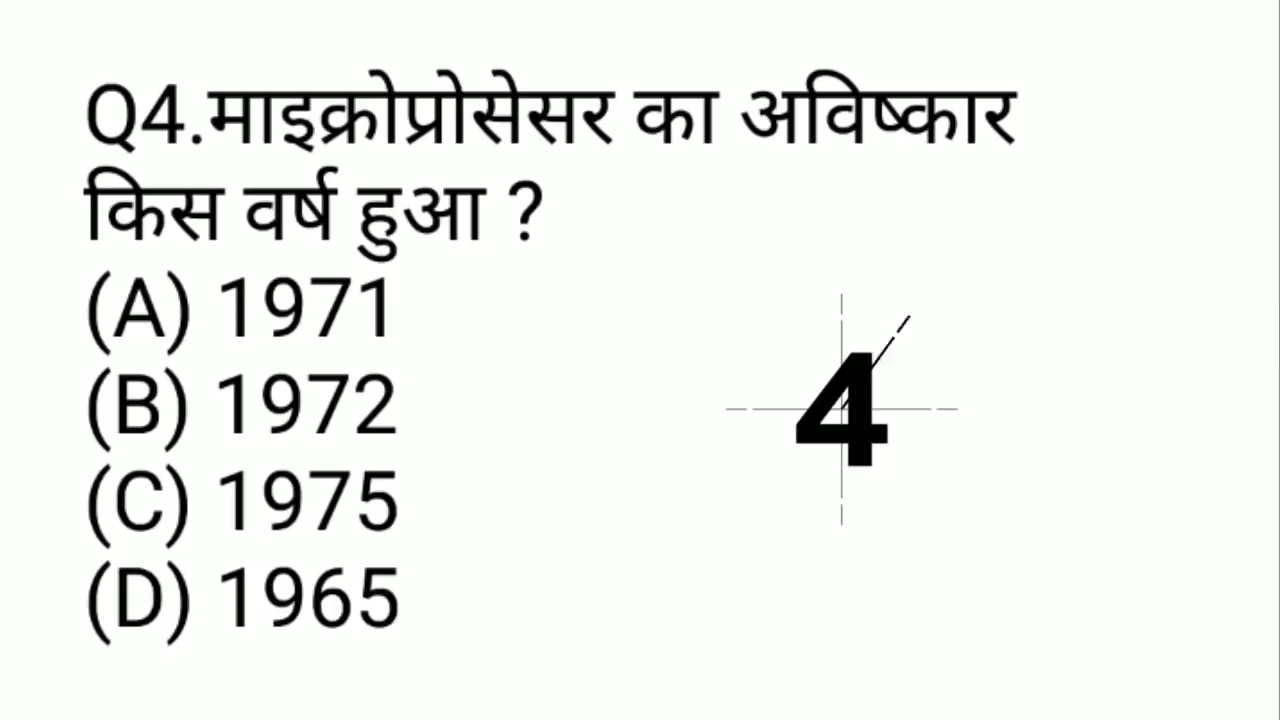 Q4.माइक्रोप्रोसेसर का अविष्कार
किस वर्ष हुआ ?
(A) 1971
(B) 1972
(C) 1975
(D) 1965
4